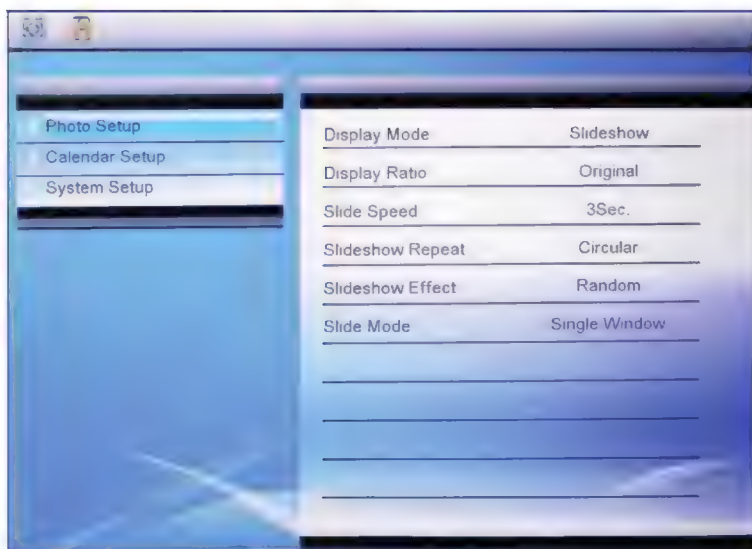 Photo Setup
Calendar Setup
System Setup
Display Mode Slideshow
Display Ratio Original
Slide Speed 3Sec.
Slideshow Repeat Circular
Slideshow Effect Random
Slide Mode Single Window